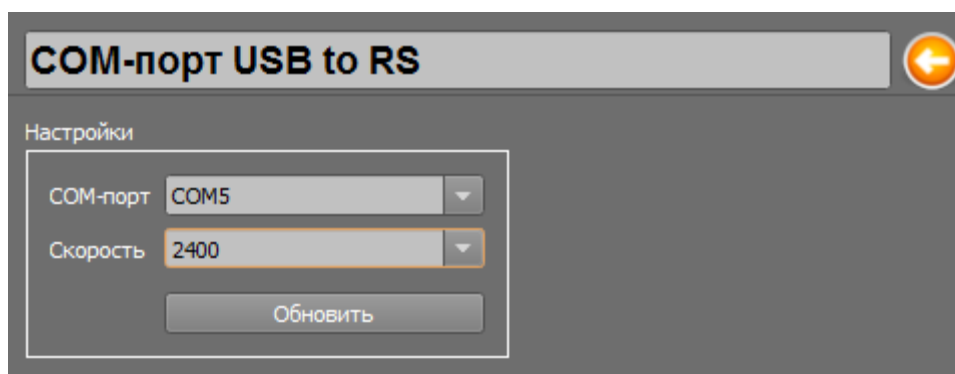 COM-порт USB to RS
Настройки
COM-порт COM5
Скорость 2400
Обновить